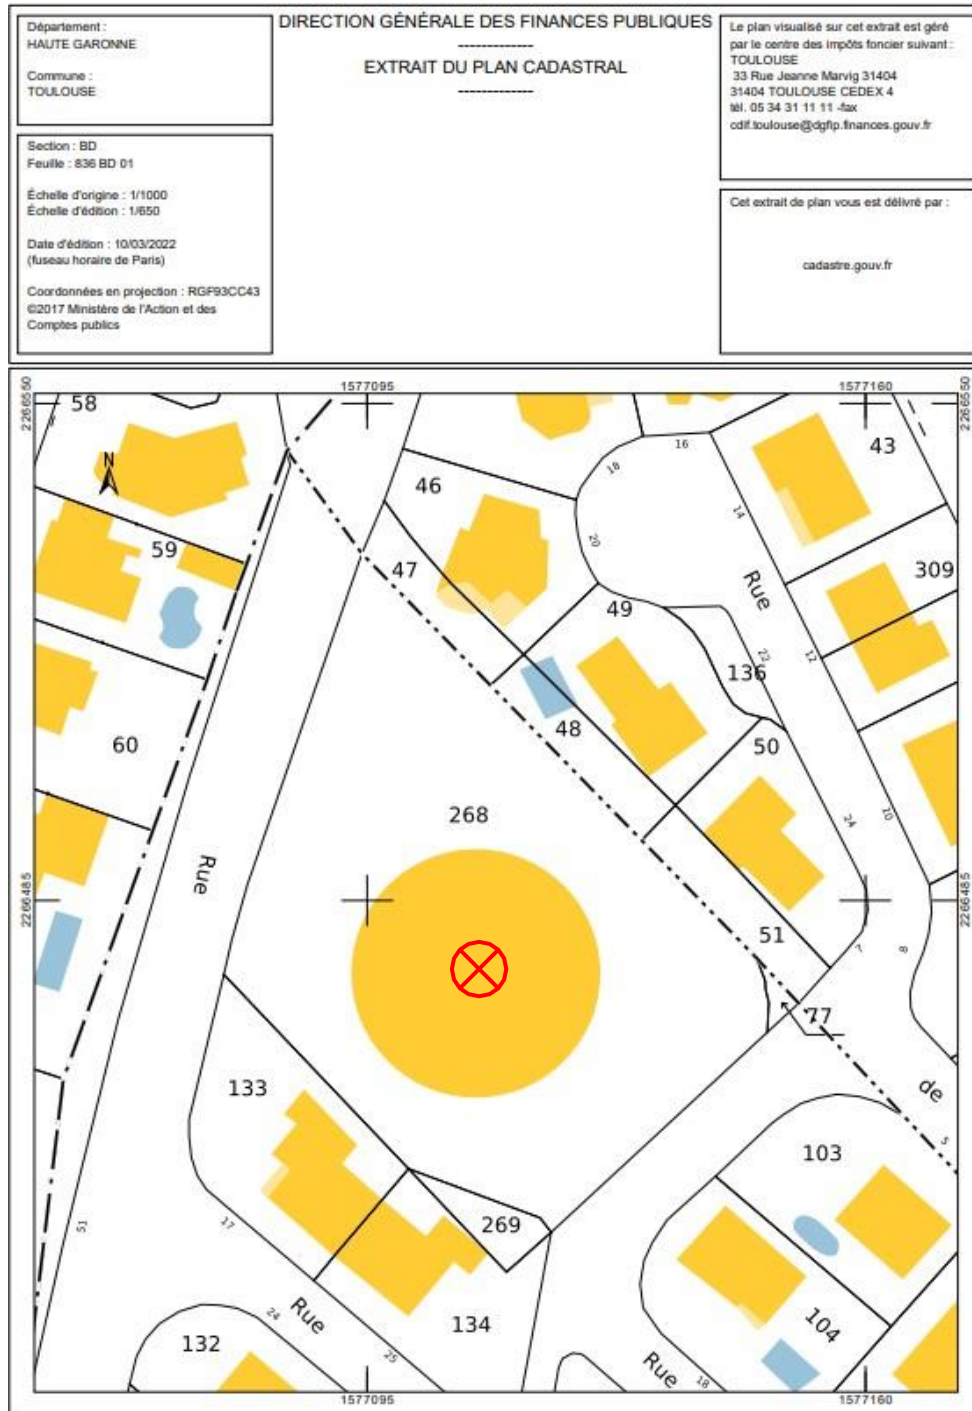 Département :
HAUTE GARONNE
Commune :
TOULOUSE
Section : BD
Feuille : 836 BD 01
Échelle d'origine : 1/1000
Échelle d'édition : 1/650
Date d'édition : 10/03/2022
(fuseau horaire de Paris)
Coordonnées en projection : RGF93CC43
©2017 Ministère de l'Action et des
Comptes publics
DIRECTION GÉNÉRALE DES FINANCES PUBLIQUES
-------------
EXTRAIT DU PLAN CADASTRAL
-------------
Le plan visualisé sur cet extrait est géré
par le centre des impôts foncier suivant :
TOULOUSE
33 Rue Jeanne Marvig 31404
31404 TOULOUSE CEDEX 4
tél. 05 34 31 11 11 -fax
cdif.toulouse@dgfip.finances.gouv.fr
Cet extrait de plan vous est délivré par :
cadastre.gouv.fr
1577095
1577160
2266550
2266550
58
16
43
N
18
46
14
20
59
47
309
Rue
49
12
22
136
48
60
50
268
10
24
Rue
2266485
2266485
51
7
8
77
133
de
5
103
269
51
17
Rue
24
134
104
132
25
Rue
18
1577095
1577160